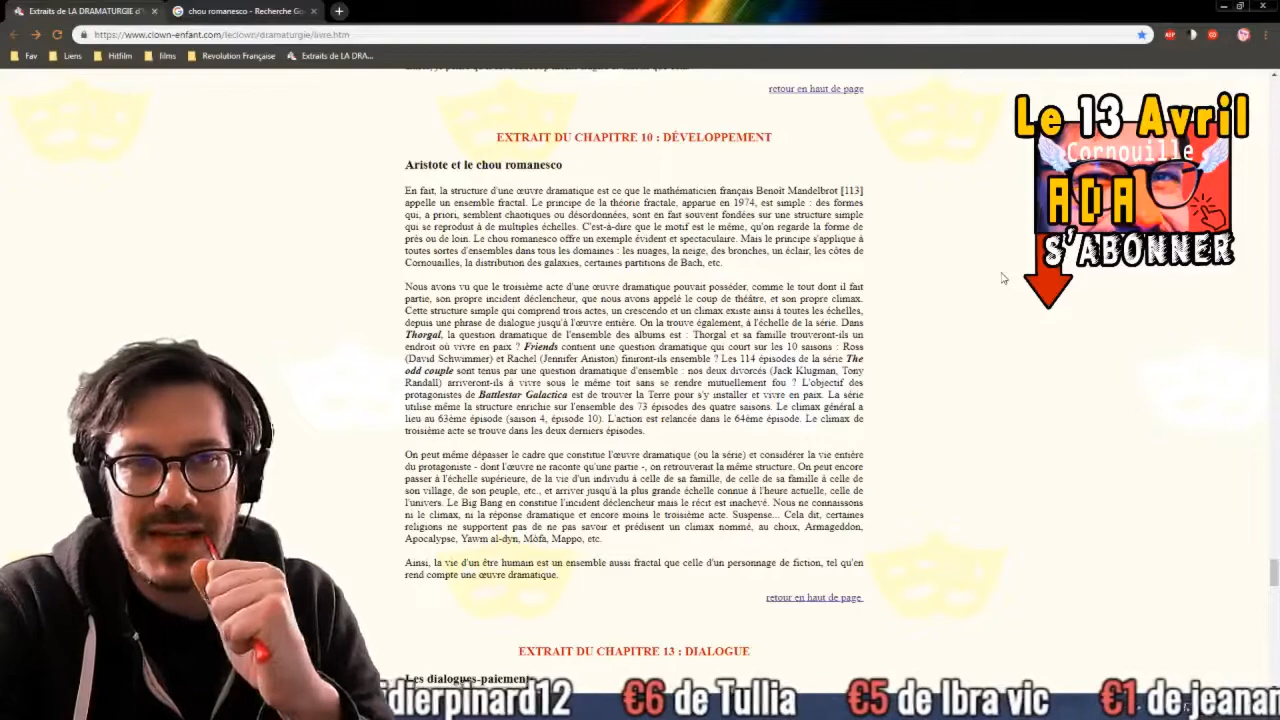 Extraits de LA DRAMATURGIE d'
chou romanesco - Recherche Go
https://www.clown-enfant.com/leclown/dramaturgie/livre.htm
Fav
Liens
Hitfilm
films
Revolution Française
Extraits de LA DRA...
retour en haut de page
EXTRAIT DU CHAPITRE 10 : DÉVELOPPEMENT
Aristote et le chou romanesco
En fait, la structure d'une œuvre dramatique est ce que le mathématicien français Benoît Mandelbrot [113]
appelle un ensemble fractal. Le principe de la théorie fractale, apparue en 1974, est simple : des formes
qui, a priori, semblent chaotiques ou désordonnées, sont en fait souvent fondées sur une structure simple
qui se reproduit à de multiples échelles. C'est-à-dire que le motif est le même, qu'on regarde la forme de
près ou de loin. Le chou romanesco offre un exemple évident et spectaculaire. Mais le principe s'applique à
toutes sortes d'ensembles dans tous les domaines : les nuages, la neige, des bronches, un éclair, les côtes de
Cornouailles, la distribution des galaxies, certaines partitions de Bach, etc.
Nous avons vu que le troisième acte d'une œuvre dramatique pouvait posséder, comme le tout dont il fait
partie, son propre incident déclencheur, que nous avons appelé le coup de théâtre, et son propre climax.
Cette structure simple qui comprend trois actes, un crescendo et un climax existe ainsi à toutes les échelles,
depuis une phrase de dialogue jusqu'à l'œuvre entière. On la trouve également, à l'échelle de la série. Dans
Thorgal, la question dramatique de l'ensemble des albums est : Thorgal et sa famille trouveront-ils un
endroit où vivre en paix ? Friends contient une question dramatique qui court sur les 10 saisons : Ross
(David Schwimmer) et Rachel (Jennifer Aniston) finiront-ils ensemble ? Les 114 épisodes de la série The
odd couple sont tenus par une question dramatique d'ensemble : nos deux divorcés (Jack Klugman, Tony
Randall) arriveront-ils à vivre sous le même toit sans se rendre mutuellement fou ? L'objectif des
protagonistes de Battlestar Galactica est de trouver la Terre pour s'y installer et vivre en paix. La série
utilise même la structure enrichie sur l'ensemble des 73 épisodes des quatre saisons. Le climax général a
lieu au 63ème épisode (saison 4, épisode 10). L'action est relancée dans le 64ème épisode. Le climax de
troisième acte se trouve dans les deux derniers épisodes.
On peut même dépasser le cadre que constitue l'œuvre dramatique (ou la série) et considérer la vie entière
du protagoniste - dont l'œuvre ne raconte qu'une partie -, on retrouverait la même structure. On peut encore
passer à l'échelle supérieure, de la vie d'un individu à celle de sa famille, de celle de sa famille à celle de
son village, de son peuple, etc., et arriver jusqu'à la plus grande échelle connue à l'heure actuelle, celle de
l'univers. Le Big Bang en constitue l'incident déclencheur mais le récit est inachevé. Nous ne connaissons
ni le climax, ni la réponse dramatique et encore moins le troisième acte. Suspense... Cela dit, certaines
religions ne supportent pas de ne pas savoir et prédisent un climax nommé, au choix, Armageddon,
Apocalypse, Yawm al-dyn, Mòfa, Mappo, etc.
Ainsi, la vie d'un être humain est un ensemble aussi fractal que celle d'un personnage de fiction, tel qu'en
rend compte une œuvre dramatique.
retour en haut de page
EXTRAIT DU CHAPITRE 13 : DIALOGUE
Les dialogues-paiement
Le 13 Avril
Cornouille
ADA
S'ABONNER
idierpinard12 €6 de Tullia €5 de Ibra vic €1 de jeanar